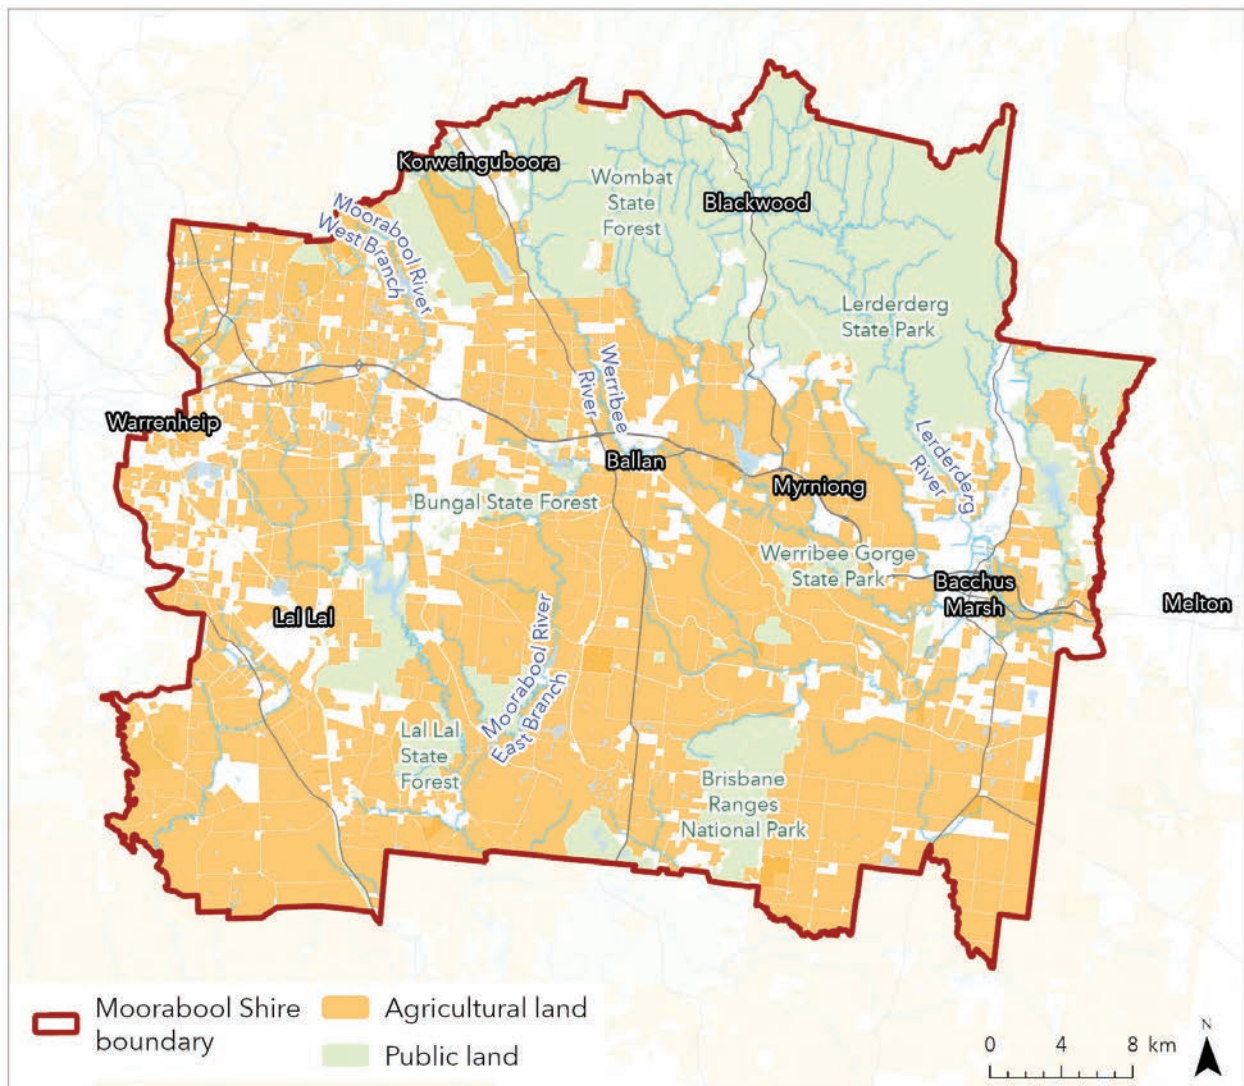 Korweinguboora
Wombat
State
Forest
Blackwood
Moorabool River
West Branch
Lerderderg
State Park
Werribee
River
Warrenheip
Ballan
Lerderderg
River
Myrniong
Bungal State Forest
Werribee Gorge
State Park
Bacchus
Marsh
Melton
Lal Lal
Moorabool River
East Branch
Lal Lal
State
Forest
Brisbane
Ranges
National Park
Moorabool Shire
boundary
Agricultural land
Public land
0 4 8 km
N